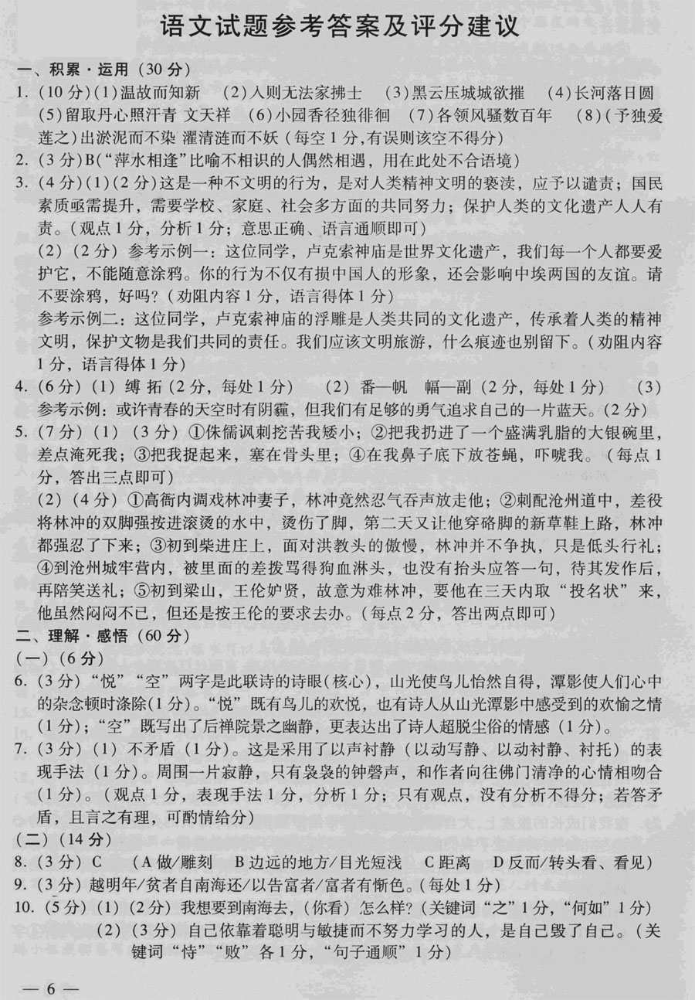 语文试题参考答案及评分建议
一、积累·运用（30 分）
1.（10 分）(1)温故而知新 (2)入则无法家拂士 (3)黑云压城城欲摧 (4)长河落日圆
(5)留取丹心照汗青 文天祥 (6)小园香径独徘徊 (7)各领风骚数百年 (8)(予独爱
莲之)出淤泥而不染 濯清涟而不妖（每空 1 分,有误则该空不得分）
2.（3 分）B(“萍水相逢”比喻不相识的人偶然相遇，用在此处不合语境）
3.（4 分）(1)(2 分)这是一种不文明的行为，是对人类精神文明的亵渎，应予以谴责；国民
素质亟需提升，需要学校、家庭、社会多方面的共同努力；保护人类的文化遗产人人有
责。（观点 1 分，分析 1 分；意思正确、语言通顺即可）
(2)（2 分）参考示例一：这位同学，卢克索神庙是世界文化遗产，我们每一个人都要爱
护它，不能随意涂鸦。你的行为不仅有损中国人的形象，还会影响中埃两国的友谊。请
不要涂鸦，好吗？（劝阻内容 1 分，语言得体 1 分）
参考示例二：这位同学，卢克索神庙的浮雕是人类共同的文化遗产，传承着人类的精神
文明，保护文物是我们共同的责任。我们应该文明旅游，什么痕迹也别留下。（劝阻内容
1 分，语言得体 1 分）
4.（6 分）(1) 缚 拓（2 分，每处 1 分） (2) 番—帆 幅—副（2 分，每处 1 分） (3)
参考示例：或许青春的天空时有阴霾，但我们有足够的勇气追求自己的一片蓝天。（2 分）
5.（7 分）(1)（3 分）①侏儒讽刺挖苦我矮小；②把我扔进了一个盛满乳脂的大银碗里，
差点淹死我；③把我捉起来，塞在骨头里；④在我鼻子底下放苍蝇，吓唬我。（每点 1
分，答出三点即可）
(2)（4 分）①高衙内调戏林冲妻子，林冲竟然忍气吞声放走他；②刺配沧州道中，差役
将林冲的双脚强按进滚烫的水中，烫伤了脚，第二天又让他穿硌脚的新草鞋上路，林冲
都强忍了下来；③初到柴进庄上，面对洪教头的傲慢，林冲并不争执，只是低头行礼；
④到沧州城牢营内，被里面的差拨骂得狗血淋头，也没有抬头应答一句，待其发作后，
再陪笑送礼；⑤初到梁山，王伦妒贤，故意为难林冲，要他在三天内取“投名状”来，
他虽然闷闷不已，但还是按王伦的要求去办。（每点 2 分，答出两点即可）
二、理解·感悟（60 分）
（一）（6 分）
6.（3 分）“悦”“空”两字是此联诗的诗眼(核心)，山光使鸟儿怡然自得，潭影使人们心中
的杂念顿时涤除(1 分)。“悦”既有鸟儿的欢悦，也有诗人从山光潭影中感受到的欢愉之情
(1 分)；“空”既写出了后禅院景之幽静，更表达出了诗人超脱尘俗的情感（1 分）。
7.（3 分）(1) 不矛盾（1 分）。这是采用了以声衬静（以动写静、以动衬静、衬托）的表
现手法（1 分）。周围一片寂静，只有袅袅的钟磬声，和作者向往佛门清净的心情相吻合
（1 分）。（观点 1 分，表现手法 1 分，分析 1 分；只有观点，没有分析不得分；若答矛
盾，且言之有理，可酌情给分）
（二）（14 分）
8.（3 分）C （A 做/雕刻 B 边远的地方/目光短浅 C 距离 D 反而/转头看、看见）
9.（3 分）越明年/贫者自南海还/以告富者/富者有惭色。（每处 1 分）
10.（5 分）(1)（2 分）我想要到南海去，（你看）怎么样？（关键词“之”1 分，“何如”1 分）
(2)（3 分）自己依靠着聪明与敏捷而不努力学习的人，是自己毁了自己。（关
键词“恃”“败”各 1 分，“句子通顺”1 分）
— 6 —